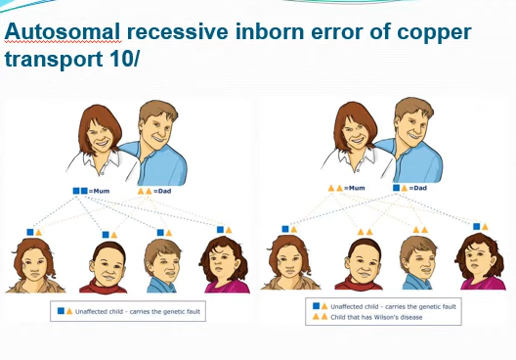 Autosomal recessive inborn error of copper
transport 10/
=Mum
=Dad
Unaffected child - carries the genetic fault
=Mum
=Dad
Unaffected child - carries the genetic fault
Child that has Wilson's disease